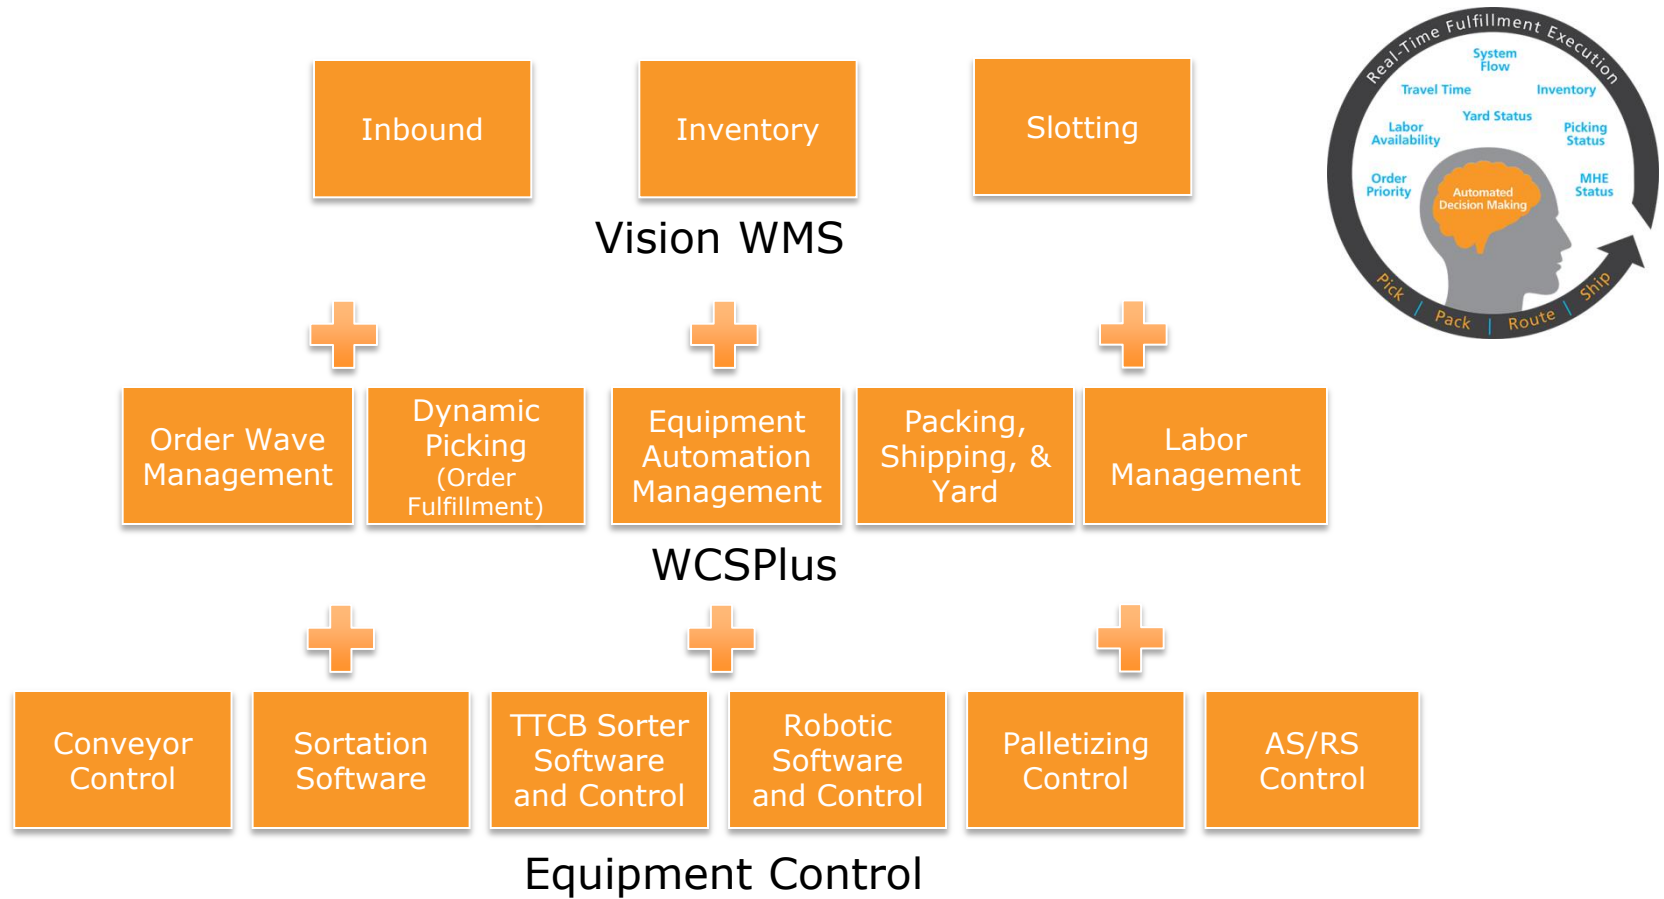 Inbound
Inventory
Slotting
Vision WMS
Real-Time Fulfillment Execution
System
Flow
Travel Time
Inventory
Yard Status
Labor
Availability
Picking
Status
Order
Priority
MHE
Status
Automated
Decision Making
Pick | Pack | Route | Ship
Order Wave
Management
Dynamic
Picking
(Order
Fulfillment)
Equipment
Automation
Management
Packing,
Shipping, &
Yard
Labor
Management
WCSPlus
Conveyor
Control
Sortation
Software
TTCB Sorter
Software
and Control
Robotic
Software
and Control
Palletizing
Control
AS/RS
Control
Equipment Control